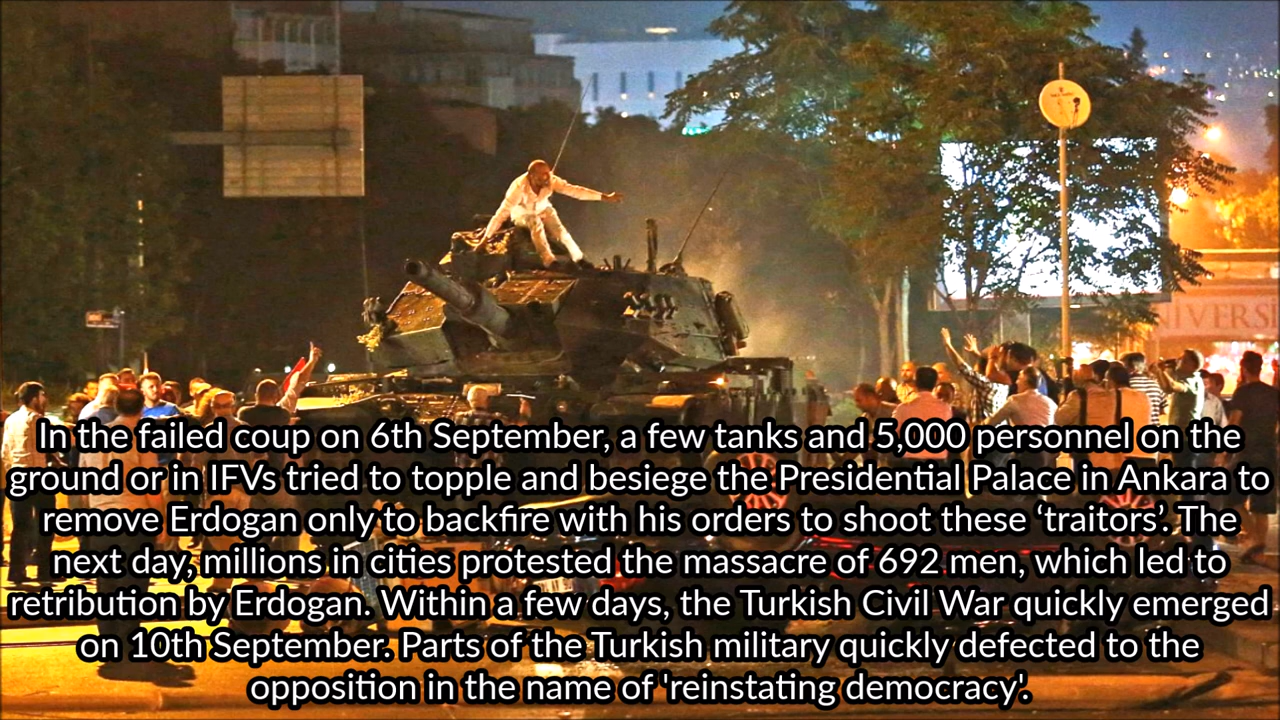 NIVERSI
In the failed coup on 6th September, a few tanks and 5,000 personnel on the
ground or in IFVs tried to topple and besiege the Presidential Palace in Ankara to
remove Erdogan only to backfire with his orders to shoot these ‘traitors’. The
next day, millions in cities protested the massacre of 692 men, which led to
retribution by Erdogan. Within a few days, the Turkish Civil War quickly emerged
on 10th September. Parts of the Turkish military quickly defected to the
opposition in the name of 'reinstating democracy'.